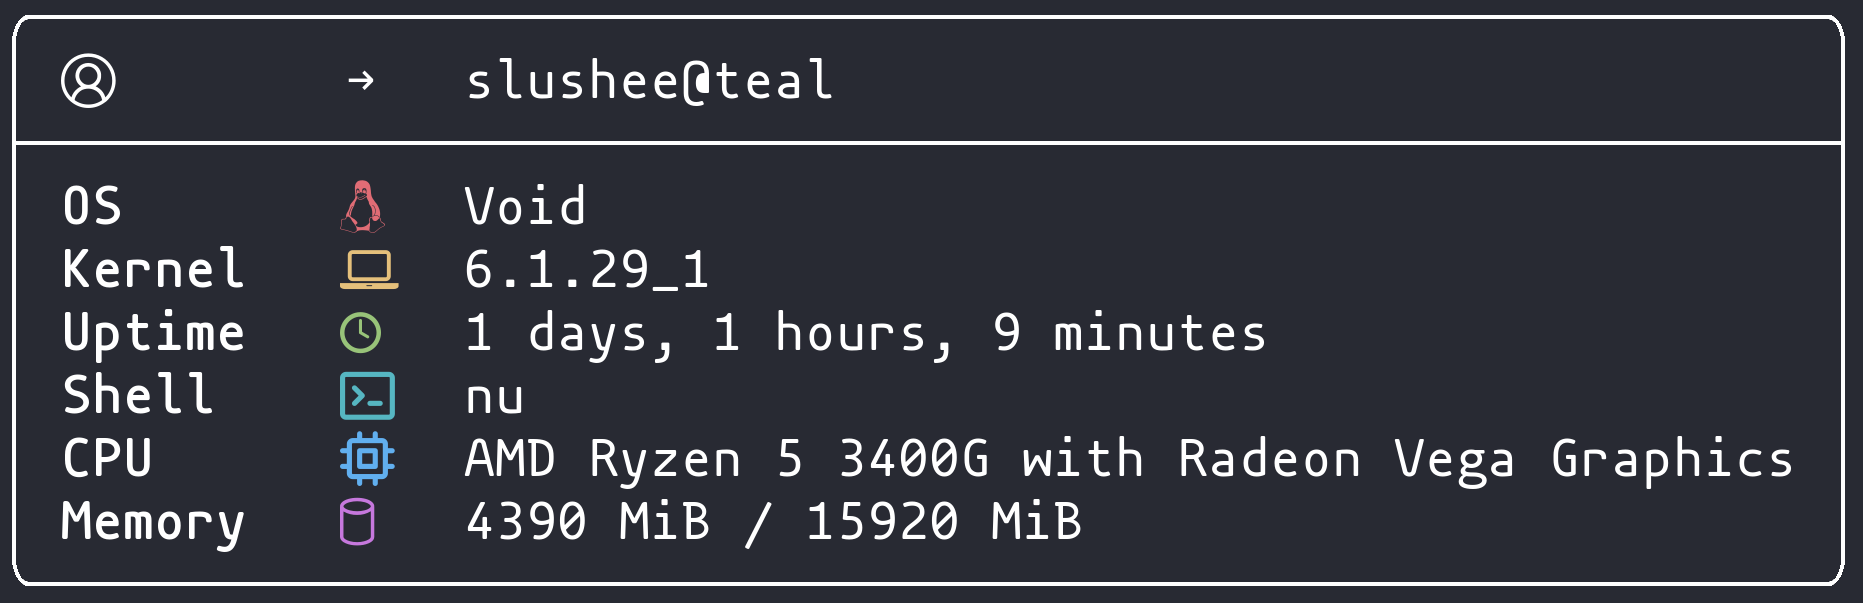 → slushee@teal
OS Void
Kernel 6.1.29_1
Uptime 1 days, 1 hours, 9 minutes
Shell nu
CPU AMD Ryzen 5 3400G with Radeon Vega Graphics
Memory 4390 MiB / 15920 MiB